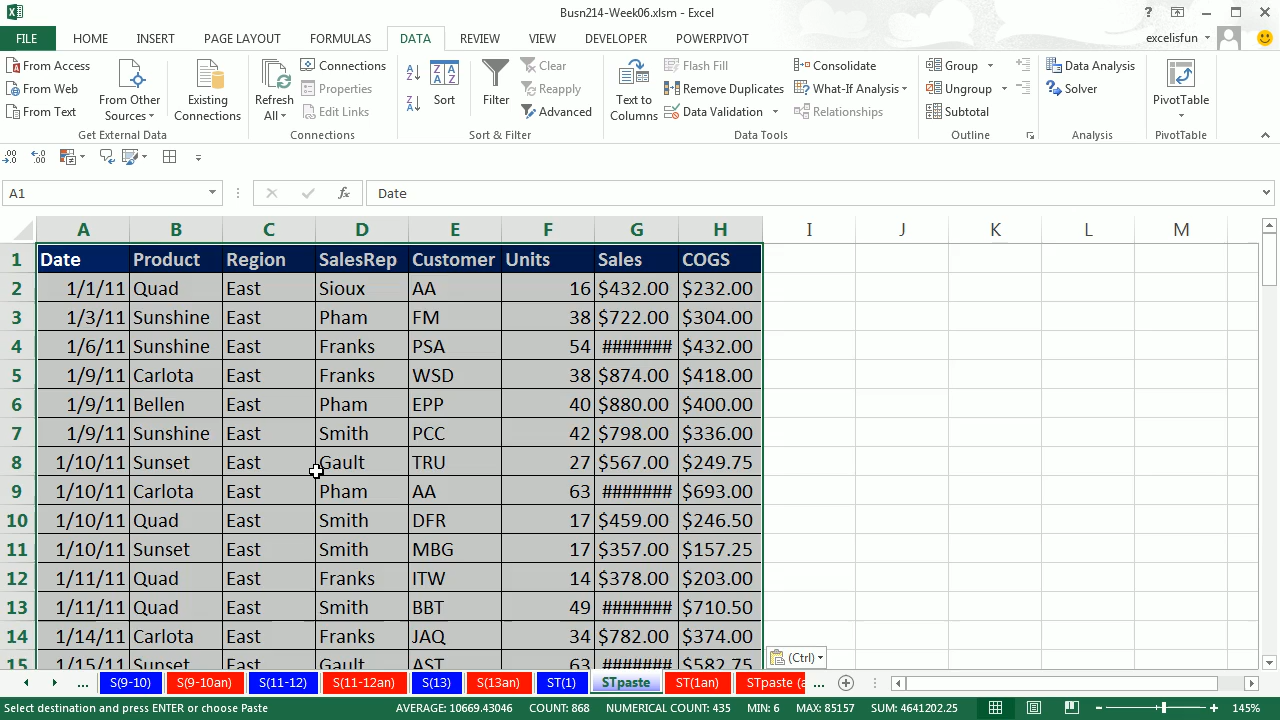 Busn214-Week06.xlsm - Excel
FILE HOME INSERT PAGE LAYOUT FORMULAS DATA REVIEW VIEW DEVELOPER POWERPIVOT excelisfun
From Access
From Web
From Text
From Other Sources
Existing Connections
Get External Data
Refresh All
Connections
Properties
Edit Links
Connections
Sort
Filter
Clear
Reapply
Advanced
Sort & Filter
Text to Columns
Flash Fill
Remove Duplicates
Data Validation
Consolidate
What-If Analysis
Relationships
Data Tools
Group
Ungroup
Subtotal
Outline
Data Analysis
Solver
Analysis
PivotTable
PivotTable
A1 fx Date
A B C D E F G H I J K L M
1 Date Product Region SalesRep Customer Units Sales COGS
2 1/1/11 Quad East Sioux AA 16 $432.00 $232.00
3 1/3/11 Sunshine East Pham FM 38 $722.00 $304.00
4 1/6/11 Sunshine East Franks PSA 54 ####### $432.00
5 1/9/11 Carlota East Franks WSD 38 $874.00 $418.00
6 1/9/11 Bellen East Pham EPP 40 $880.00 $400.00
7 1/9/11 Sunshine East Smith PCC 42 $798.00 $336.00
8 1/10/11 Sunset East Gault TRU 27 $567.00 $249.75
9 1/10/11 Carlota East Pham AA 63 ####### $693.00
10 1/10/11 Quad East Smith DFR 17 $459.00 $246.50
11 1/10/11 Sunset East Smith MBG 17 $357.00 $157.25
12 1/11/11 Quad East Franks ITW 14 $378.00 $203.00
13 1/11/11 Quad East Smith BBT 49 ####### $710.50
14 1/14/11 Carlota East Franks JAQ 34 $782.00 $374.00
15 1/15/11 Sunset East Gault AST 63 ####### $582.75
(Ctrl)
... S(9-10) S(9-10an) S(11-12) S(11-12an) S(13) S(13an) ST(1) STpaste ST(1an) STpaste (a ...
Select destination and press ENTER or choose Paste AVERAGE: 10669.43046 COUNT: 868 NUMERICAL COUNT: 435 MIN: 6 MAX: 85157 SUM: 4641202.25 145%